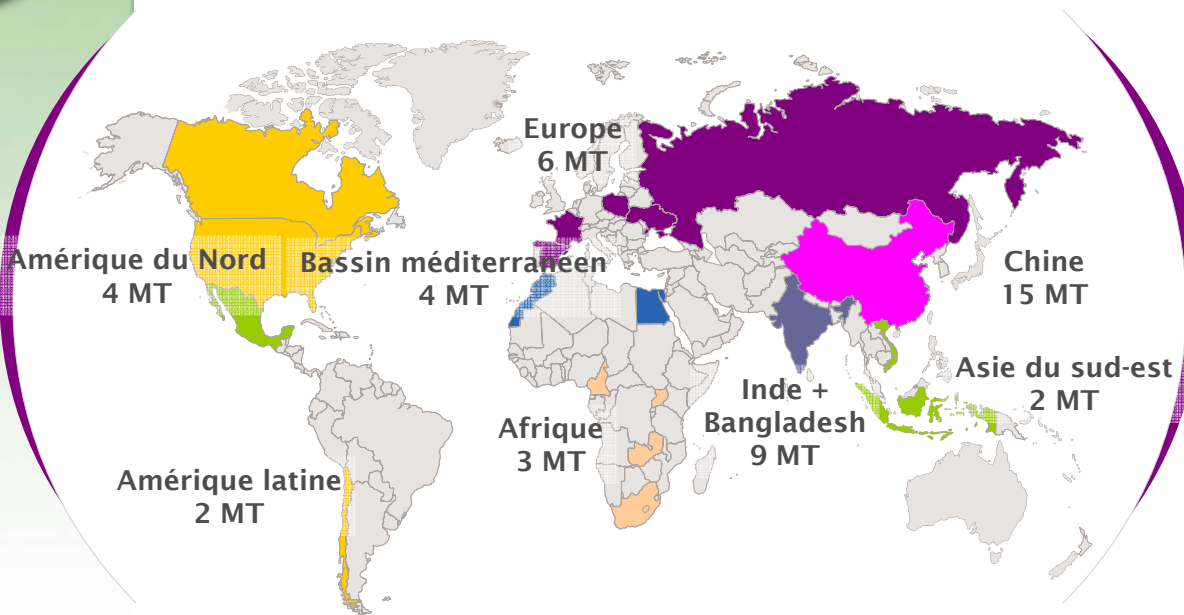 Europe
6 MT
Amérique du Nord
4 MT
Bassin méditerranéen
4 MT
Chine
15 MT
Asie du sud-est
2 MT
Inde +
Bangladesh
9 MT
Afrique
3 MT
Amérique latine
2 MT